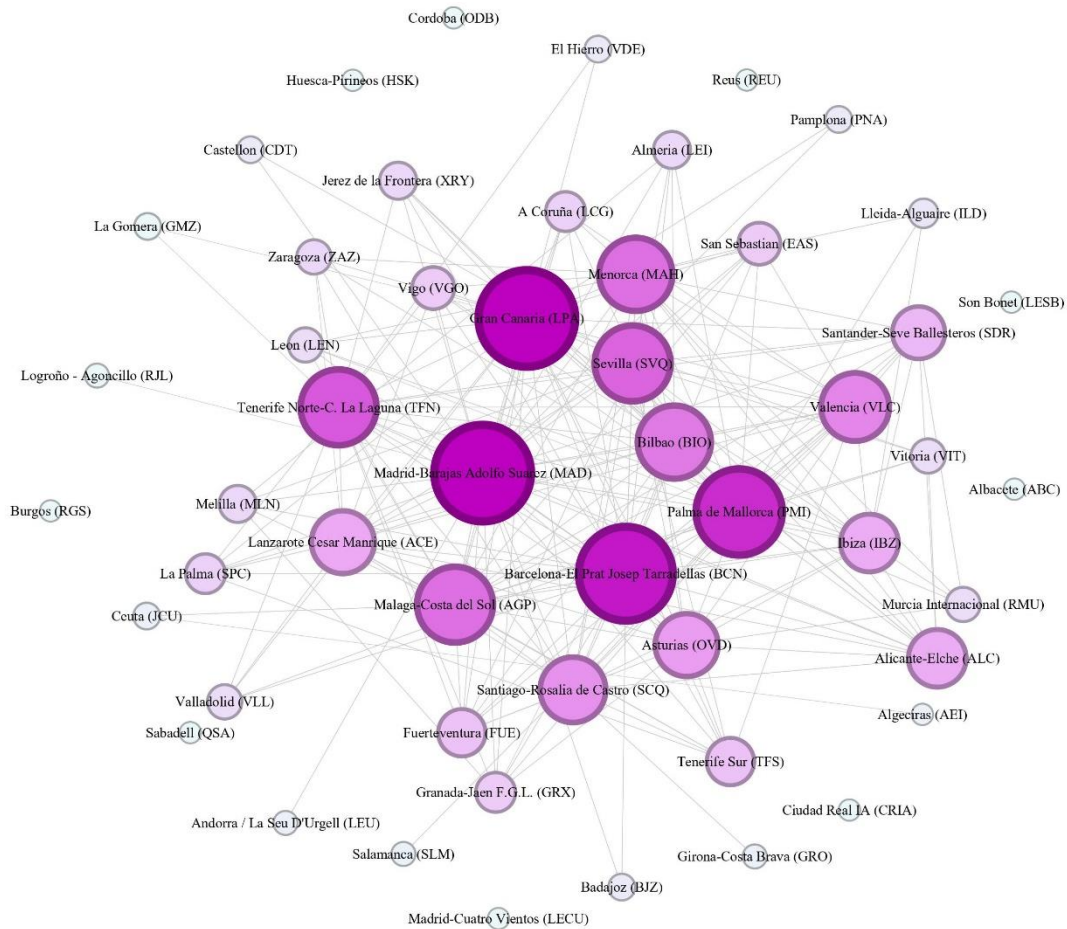 Cordoba (ODB)
El Hierro (VDE)
Huesca-Pirineos (HSK)
Reus (REU)
Pamplona (PNA)
Castellon (CDT)
Almeria (LEI)
Jerez de la Frontera (XRY)
A Coruña (LCG)
Lleida-Alguaire (ILD)
La Gomera (GMZ)
San Sebastian (EAS)
Zaragoza (ZAZ)
Menorca (MAH)
Vigo (VGO)
Son Bonet (LESB)
Gran Canaria (LPA)
Santander-Seve Ballesteros (SDR)
Leon (LEN)
Sevilla (SVQ)
Logroño - Agoncillo (RJL)
Tenerife Norte-C. La Laguna (TFN)
Valencia (VLC)
Bilbao (BIO)
Vitoria (VIT)
Madrid-Barajas Adolfo Suarez (MAD)
Albacete (ABC)
Melilla (MLN)
Burgos (RGS)
Palma de Mallorca (PMI)
Lanzarote Cesar Manrique (ACE)
Ibiza (IBZ)
La Palma (SPC)
Barcelona-El Prat Josep Tarradellas (BCN)
Malaga-Costa del Sol (AGP)
Murcia Internacional (RMU)
Ceuta (JCU)
Asturias (OVD)
Alicante-Elche (ALC)
Santiago-Rosalia de Castro (SCQ)
Valladolid (VLL)
Algeciras (AEI)
Sabadell (QSA)
Fuerteventura (FUE)
Tenerife Sur (TFS)
Granada-Jaen F.G.L. (GRX)
Ciudad Real IA (CRIA)
Andorra / La Seu D'Urgell (LEU)
Salamanca (SLM)
Girona-Costa Brava (GRO)
Badajoz (BJZ)
Madrid-Cuatro Vientos (LECU)